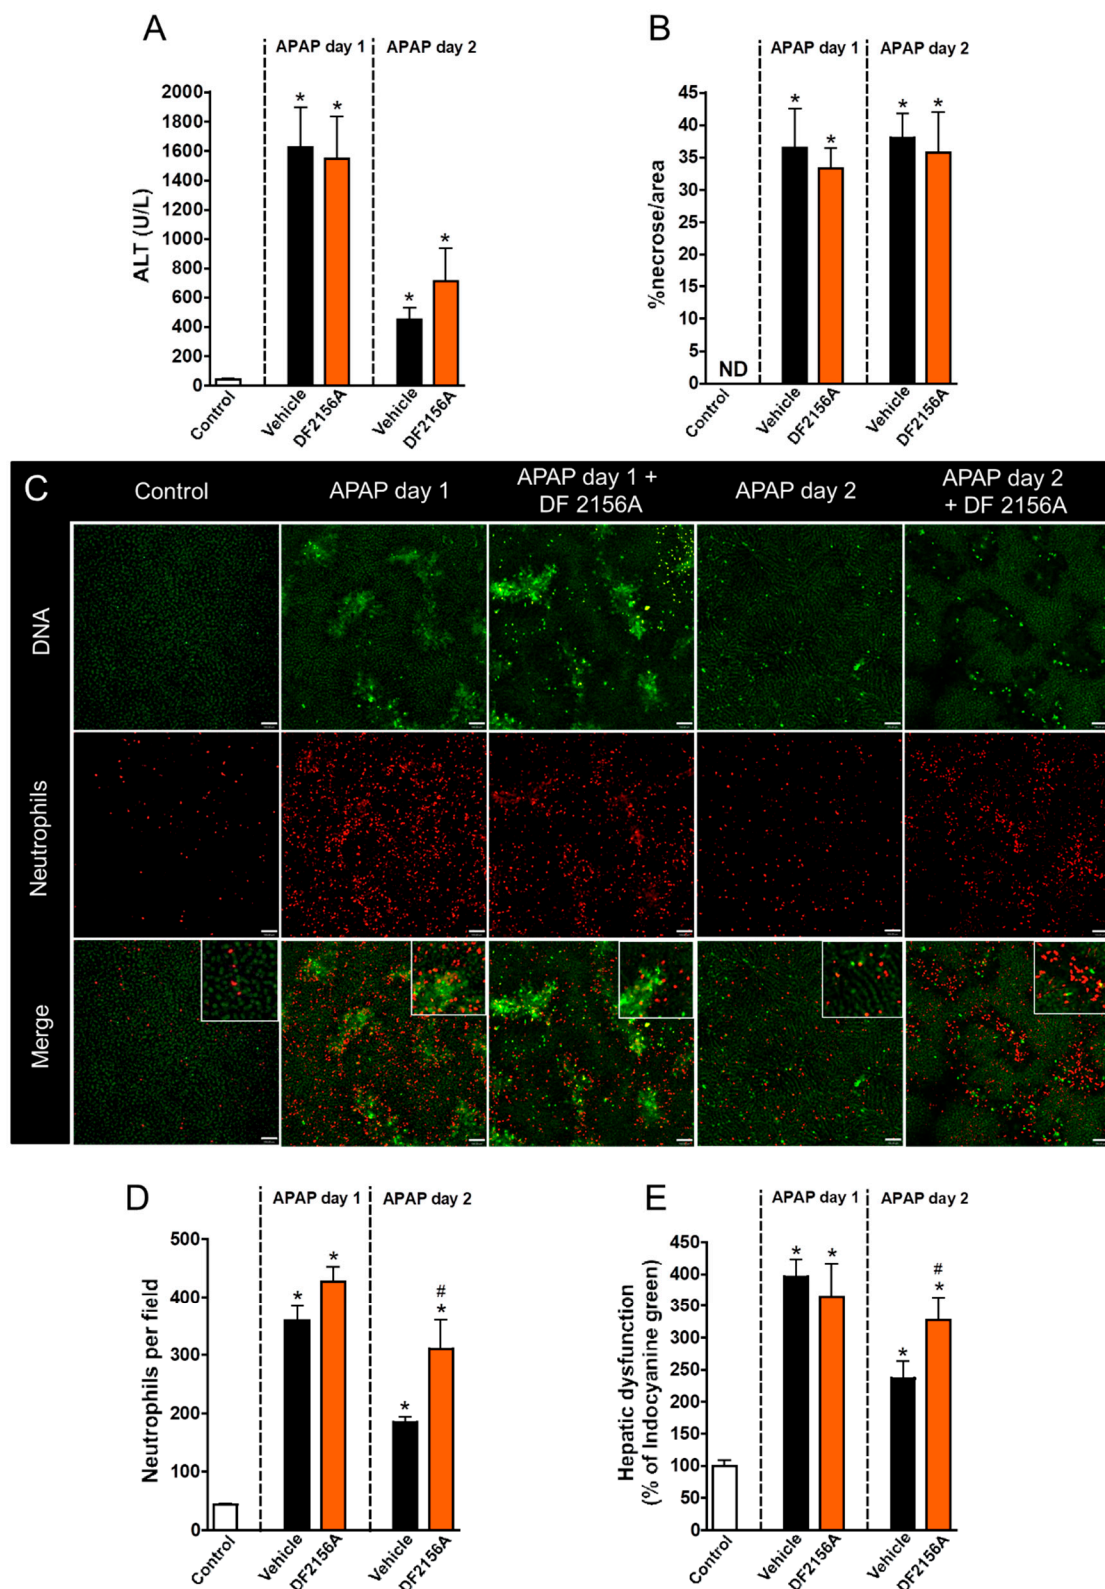 A
APAP day 1
APAP day 2
ALT (U/L)
2000
1800
1600
1400
1200
1000
800
600
400
200
0
*
*
*
*
Control
Vehicle
DF2156A
Vehicle
DF2156A
B
APAP day 1
APAP day 2
%necrose/area
45
40
35
30
25
20
15
10
5
0
*
*
*
*
ND
Control
Vehicle
DF2156A
Vehicle
DF2156A
C
Control
APAP day 1
APAP day 1 +
DF 2156A
APAP day 2
APAP day 2
+ DF 2156A
DNA
Neutrophils
Merge
D
APAP day 1
APAP day 2
Neutrophils per field
500
400
300
200
100
0
*
*
*
#
*
Control
Vehicle
DF2156A
Vehicle
DF2156A
E
APAP day 1
APAP day 2
Hepatic dysfunction
(% of Indocyanine green)
450
400
350
300
250
200
150
100
50
0
*
*
*
#
*
Control
Vehicle
DF2156A
Vehicle
DF2156A